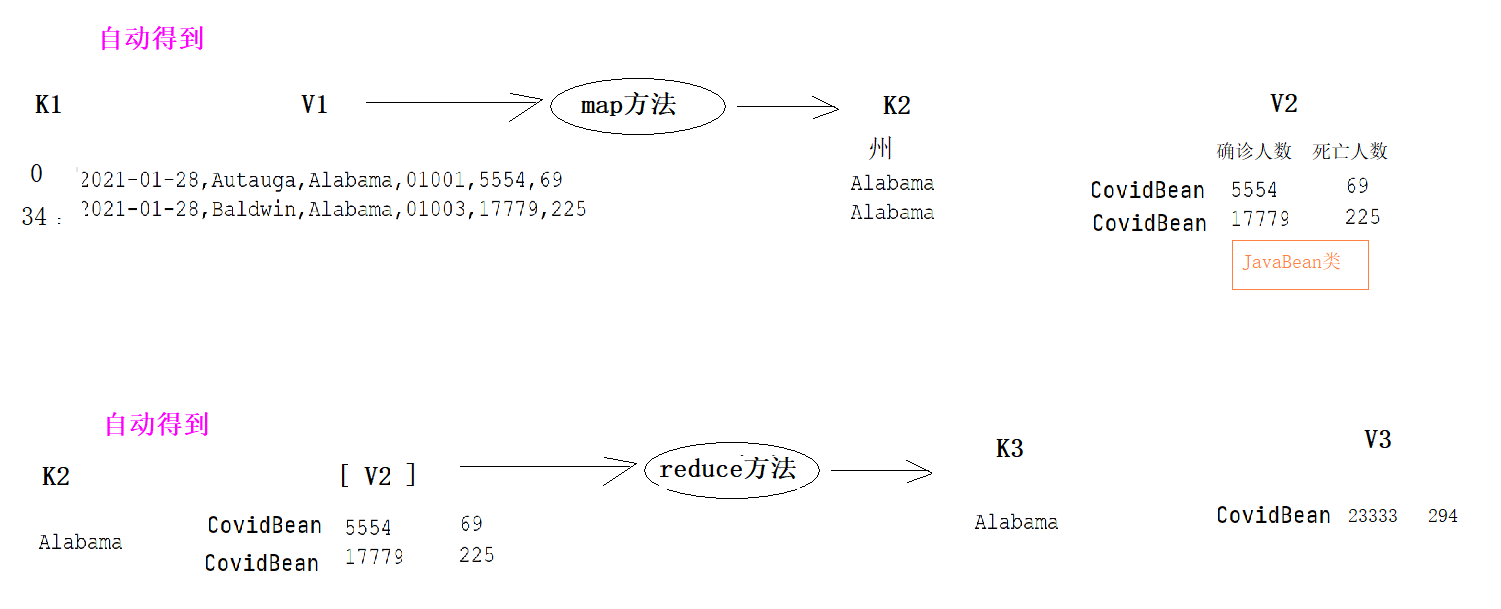 自动得到
K1 V1 map方法 K2 V2
州 确诊人数 死亡人数
0 2021-01-28,Autauga,Alabama,01001,5554,69 Alabama CovidBean 5554 69
34 : 2021-01-28,Baldwin,Alabama,01003,17779,225 Alabama CovidBean 17779 225
JavaBean类
自动得到
K2 [ V2 ] reduce方法 K3 V3
CovidBean 5554 69
Alabama Alabama CovidBean 23333 294
CovidBean 17779 225